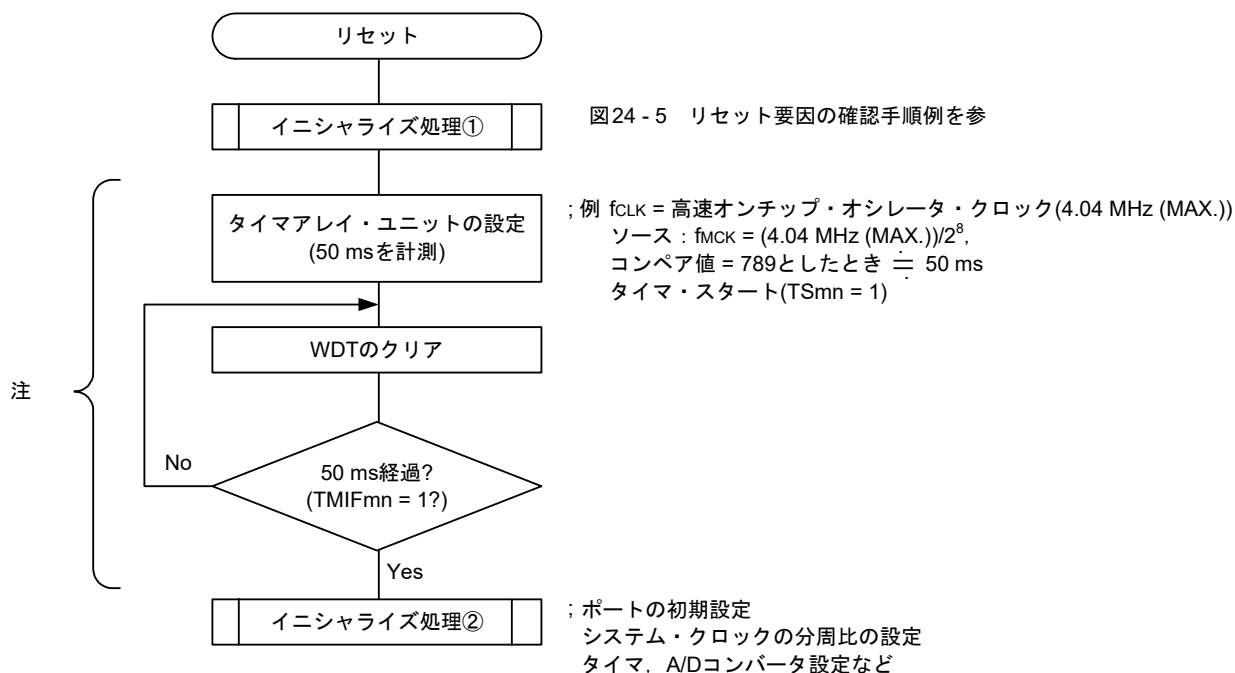 リセット
イニシャライズ処理①
図24 - 5　リセット要因の確認手順例を参
タイマアレイ・ユニットの設定
(50 msを計測)
; 例 fCLK = 高速オンチップ・オシレータ・クロック(4.04 MHz (MAX.))
ソース：fMCK = (4.04 MHz (MAX.))/2⁸,
コンペア値 = 789としたとき ≒ 50 ms
タイマ・スタート(TSmn = 1)
WDTのクリア
注
No
50 ms経過?
(TMIFmn = 1?)
Yes
イニシャライズ処理②
; ポートの初期設定
システム・クロックの分周比の設定
タイマ，A/Dコンバータ設定など